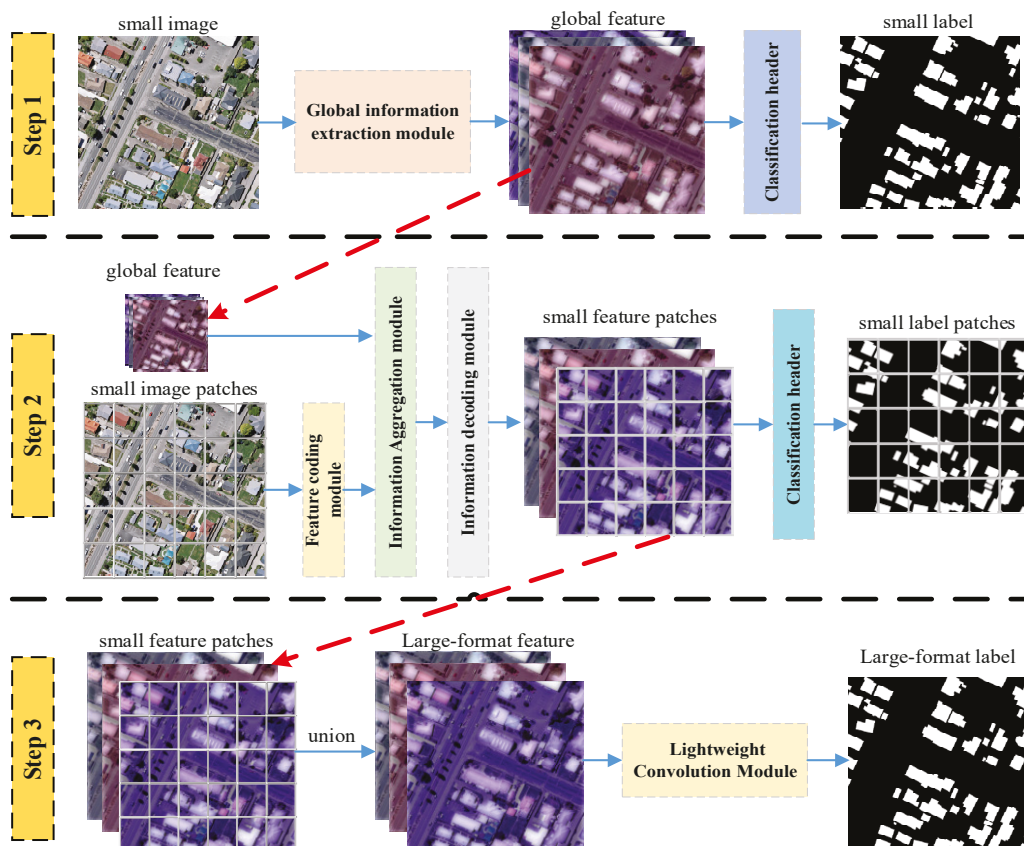 small image
global feature
small label
Step 1
Global information
extraction module
Classification header
global feature
small image patches
Step 2
Feature coding
module
Information Aggregation module
Information decoding module
small feature patches
Classification header
small label patches
small feature patches
Large-format feature
Large-format label
Step 3
union
Lightweight
Convolution Module